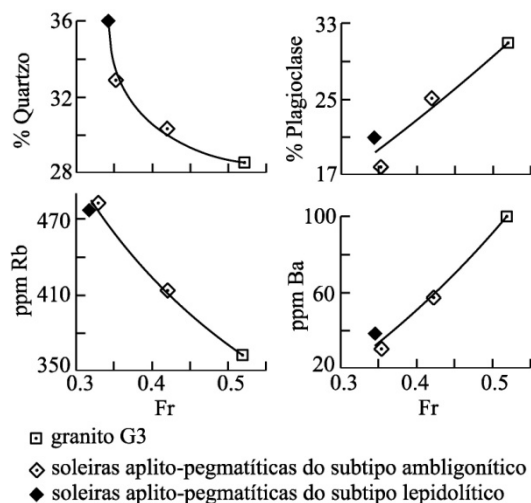 % Quartzo
36
32
28
% Plagioclase
31
25
17
ppm Rb
470
410
350
0.3 0.4 0.5
Fr
ppm Ba
100
60
20
0.3 0.4 0.5
Fr
granito G3
soleiras aplito-pegmatíticas do subtipo ambligonítico
soleiras aplito-pegmatíticas do subtipo lepidolítico